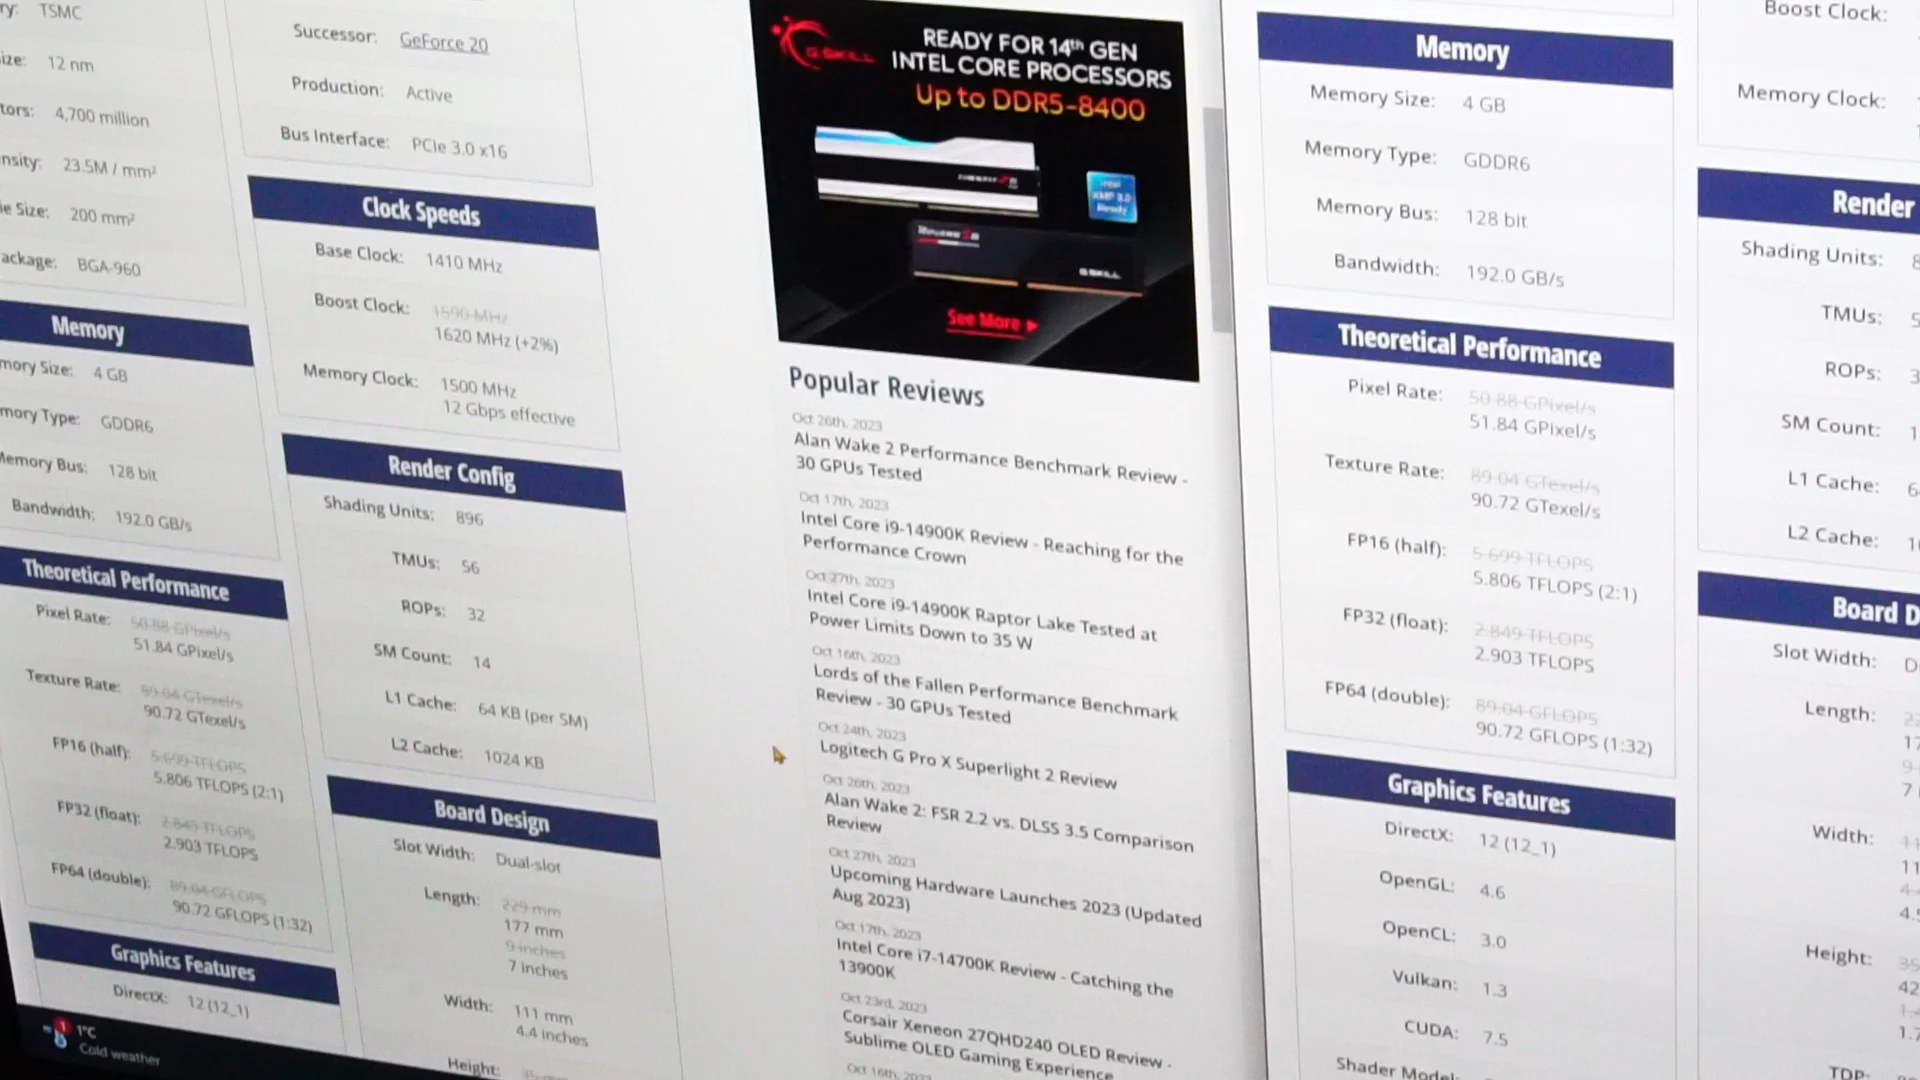 TSMC
12 nm
4,700 million
23.5M / mm²
200 mm²
BGA-960
Memory
Size: 4 GB
Type: GDDR6
Memory Bus: 128 bit
Bandwidth: 192.0 GB/s
Theoretical Performance
Pixel Rate: 50.88 GPixel/s
51.84 GPixel/s
Texture Rate: 89.04 GTexel/s
90.72 GTexel/s
FP16 (half): 5.699 TFLOPS
5.806 TFLOPS (2:1)
FP32 (float): 2.849 TFLOPS
2.903 TFLOPS
FP64 (double): 89.04 GFLOPS
90.72 GFLOPS (1:32)
Graphics Features
DirectX: 12 (12_1)
1
1°C
Cold weather
Successor: GeForce 20
Production: Active
Bus Interface: PCIe 3.0 x16
Clock Speeds
Base Clock: 1410 MHz
Boost Clock: 1590 MHz
1620 MHz (+2%)
Memory Clock: 1500 MHz
12 Gbps effective
Render Config
Shading Units: 896
TMUs: 56
ROPs: 32
SM Count: 14
L1 Cache: 64 KB (per SM)
L2 Cache: 1024 KB
Board Design
Slot Width: Dual-slot
Length: 229 mm
177 mm
9 inches
7 inches
Width: 111 mm
4.4 inches
Height:
G.SKILL
READY FOR 14th GEN
INTEL CORE PROCESSORS
Up to DDR5-8400
intel
XMP 3.0
Ready
G.SKILL
See More
Popular Reviews
Oct 26th, 2023
Alan Wake 2 Performance Benchmark Review -
30 GPUs Tested
Oct 17th, 2023
Intel Core i9-14900K Review - Reaching for the
Performance Crown
Oct 27th, 2023
Intel Core i9-14900K Raptor Lake Tested at
Power Limits Down to 35 W
Oct 16th, 2023
Lords of the Fallen Performance Benchmark
Review - 30 GPUs Tested
Oct 24th, 2023
Logitech G Pro X Superlight 2 Review
Oct 26th, 2023
Alan Wake 2: FSR 2.2 vs. DLSS 3.5 Comparison
Review
Oct 27th, 2023
Upcoming Hardware Launches 2023 (Updated
Aug 2023)
Oct 17th, 2023
Intel Core i7-14700K Review - Catching the
13900K
Oct 23rd, 2023
Corsair Xeneon 27QHD240 OLED Review -
Sublime OLED Gaming Experience
Oct 16th, 2023
Memory
Memory Size: 4 GB
Memory Type: GDDR6
Memory Bus: 128 bit
Bandwidth: 192.0 GB/s
Theoretical Performance
Pixel Rate: 50.88 GPixel/s
51.84 GPixel/s
Texture Rate: 89.04 GTexel/s
90.72 GTexel/s
FP16 (half): 5.699 TFLOPS
5.806 TFLOPS (2:1)
FP32 (float): 2.849 TFLOPS
2.903 TFLOPS
FP64 (double): 89.04 GFLOPS
90.72 GFLOPS (1:32)
Graphics Features
DirectX: 12 (12_1)
OpenGL: 4.6
OpenCL: 3.0
Vulkan: 1.3
CUDA: 7.5
Shader Model:
Boost Clock:
Memory Clock:
Render
Shading Units:
TMUs:
ROPs:
SM Count:
L1 Cache:
L2 Cache:
Board D
Slot Width:
Length:
Width:
Height:
TDP: